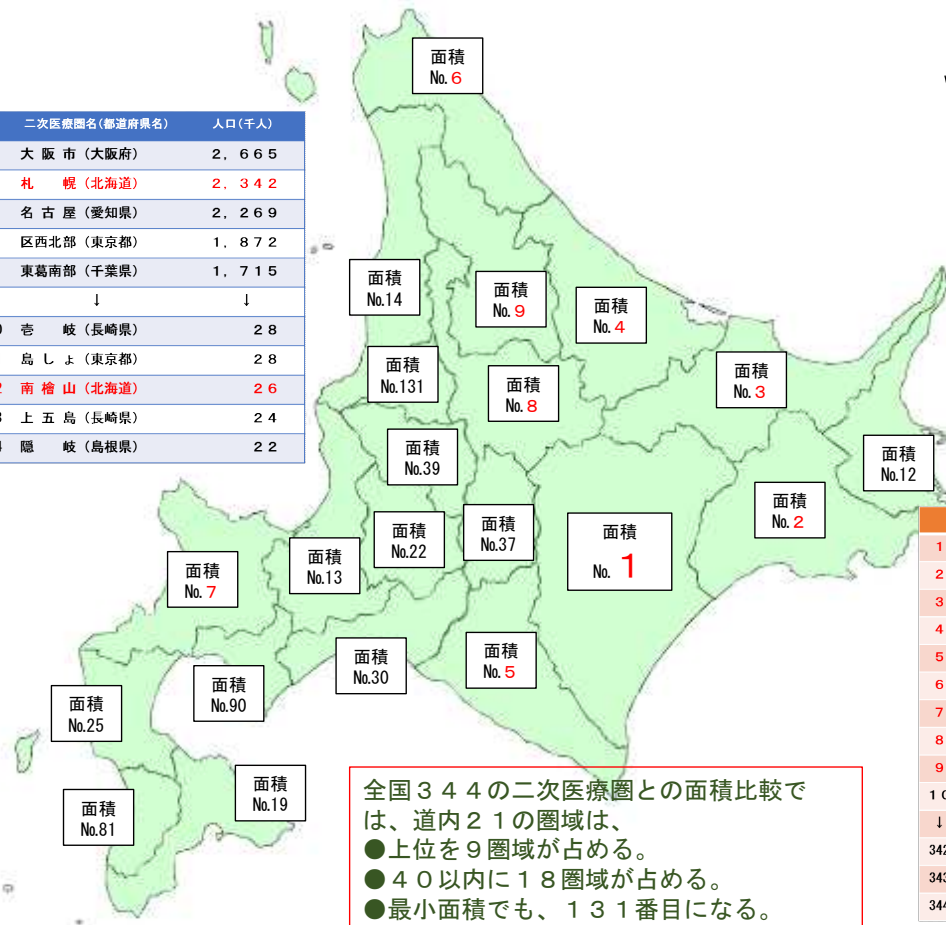 面積
No. 6
二次医療圏名(都道府県名) 人口(千人)
大阪市(大阪府) 2,665
札幌(北海道) 2,342
名古屋(愛知県) 2,269
区西北部(東京都) 1,872
東葛南部(千葉県) 1,715
↓ ↓
壱岐(長崎県) 28
島しょ(東京都) 28
2 南檜山(北海道) 26
上五島(長崎県) 24
隠岐(島根県) 22
面積
No.14
面積
No. 9
面積
No. 4
面積
No.131
面積
No. 8
面積
No. 3
面積
No.39
面積
No.12
面積
No. 2
面積
No.22
面積
No.37
面積
No. 1
面積
No.13
面積
No. 7
面積
No. 5
面積
No.30
面積
No.90
面積
No.25
面積
No.19
面積
No.81
全国344の二次医療圏との面積比較で
は、道内21の圏域は、
●上位を9圏域が占める。
●40以内に18圏域が占める。
●最小面積でも、131番目になる。
1
2
3
4
5
6
7
8
9
10
↓
342
343
344